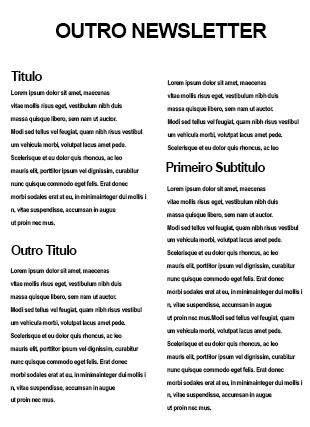 OUTRO NEWSLETTER
Titulo
Lorem ipsum dolor sit amet, maecenas
vitae mollis risus eget, vestibulum nibh duis
massa quisque submit, sem nam ut auctor.
Modi sed tellus vel feugiat, quam nibh risus vestibul
um vehicula morbi, volutpat lacus amet pede.
Scelerisque et eu dolor quis rhoncus, ac leo
mauris elit, porttitor ipsum vel dignissim, curabitur
nunc quisque commodo eget felis. Erat donec
morbi sodales erat at eu, in minimainteger dui mollis i
n, vitae suspendisse, accumsan in augue
ut proin nec mus.
Outro Titulo
Lorem ipsum dolor sit amet, maecenas
vitae mollis risus eget, vestibulum nibh duis
massa quisque submit, sem nam ut auctor.
Modi sed tellus vel feugiat, quam nibh risus vestibul
um vehicula morbi, volutpat lacus amet pede.
Scelerisque et eu dolor quis rhoncus, ac leo
mauris elit, porttitor ipsum vel dignissim, curabitur
nunc quisque commodo eget felis. Erat donec
morbi sodales erat at eu, in minimainteger dui mollis i
n, vitae suspendisse, accumsan in augue
ut proin nec mus.
Lorem ipsum dolor sit amet, maecenas
vitae mollis risus eget, vestibulum nibh duis
massa quisque submit, sem nam ut auctor.
Modi sed tellus vel feugiat, quam nibh risus vestibul
um vehicula morbi, volutpat lacus amet pede.
Scelerisque et eu dolor quis rhoncus, ac leo
Primeiro Subtitulo
Lorem ipsum dolor sit amet, maecenas
vitae mollis risus eget, vestibulum nibh duis
massa quisque submit, sem nam ut auctor.
Modi sed tellus vel feugiat, quam nibh risus vestibul
um vehicula morbi, volutpat lacus amet pede.
Scelerisque et eu dolor quis rhoncus, ac leo
mauris elit, porttitor ipsum vel dignissim, curabitur
nunc quisque commodo eget felis. Erat donec
morbi sodales erat at eu, in minimainteger dui mollis i
n, vitae suspendisse, accumsan in augue
ut proin nec mus.Modi sed tellus vel feugiat, quam
um vehicula morbi, volutpat lacus amet pede.
Scelerisque et eu dolor quis rhoncus, ac leo
mauris elit, porttitor ipsum vel dignissim, curabitur
nunc quisque commodo eget felis. Erat donec
morbi sodales erat at eu, in minimainteger dui mollis i
n, vitae suspendisse, accumsan in augue
ut proin nec mus.